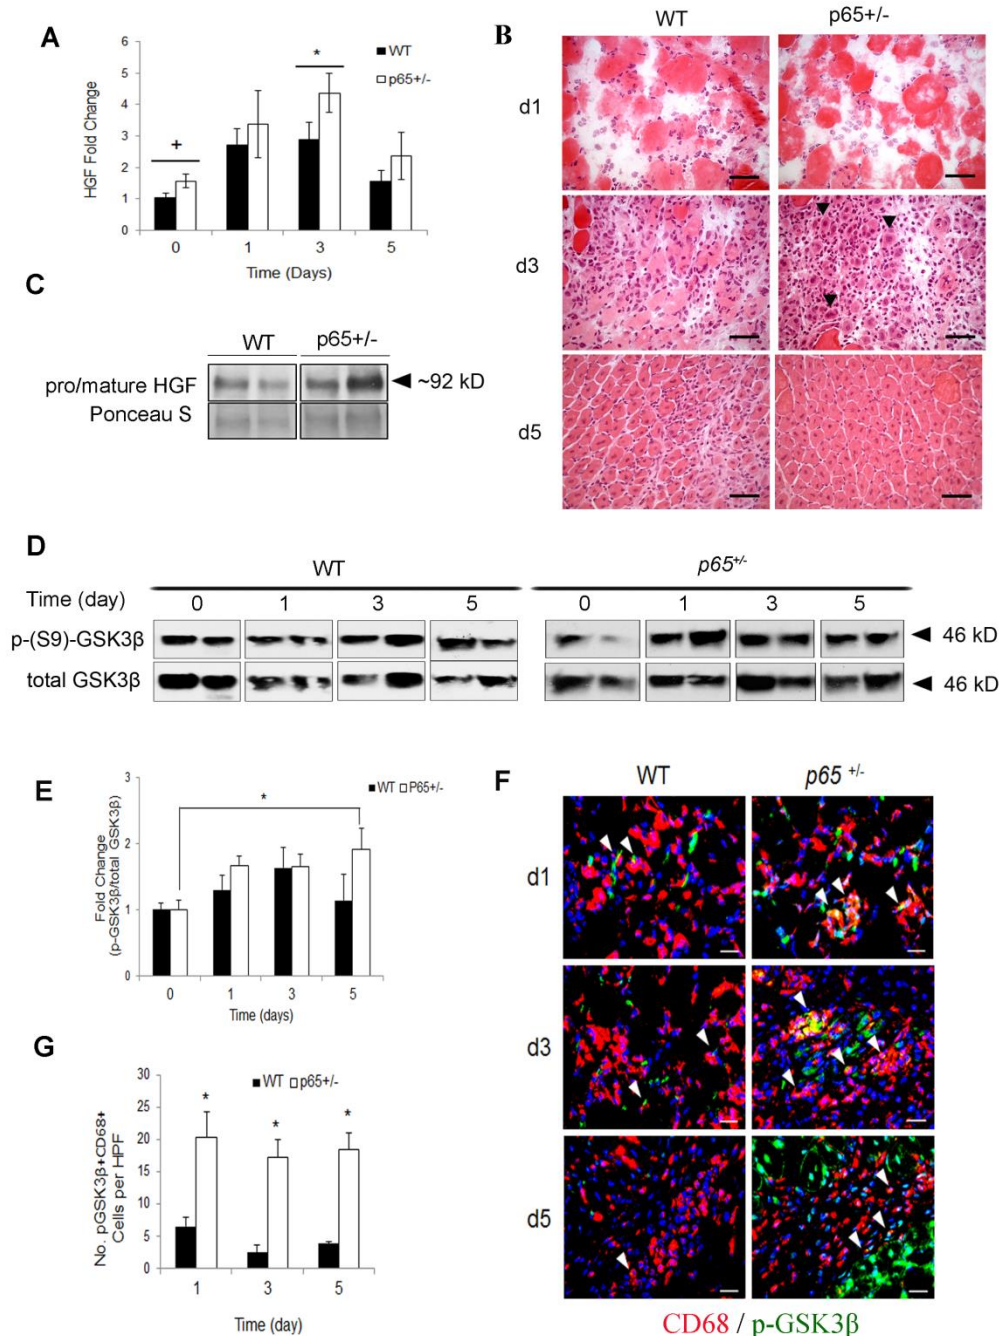 A
HGF Fold Change
6
5
4
3
2
1
0
+
*
WT
p65+/-
0 1 3 5
Time (Days)
B
WT p65+/-
d1
d3
d5
C
WT p65+/-
pro/mature HGF ~92 kD
Ponceau S
D
WT p65+/-
Time (day) 0 1 3 5 0 1 3 5
p-(S9)-GSK3β 46 kD
total GSK3β 46 kD
E
Fold Change
(p-GSK3β/total GSK3β)
3
2
1
0
*
WT P65+/-
0 1 3 5
Time (days)
F
WT p65 +/-
d1
d3
d5
CD68 / p-GSK3β
G
No. pGSK3β+CD68+
Cells per HPF
30
25
20
15
10
5
0
WT p65+/-
* * *
1 3 5
Time (day)